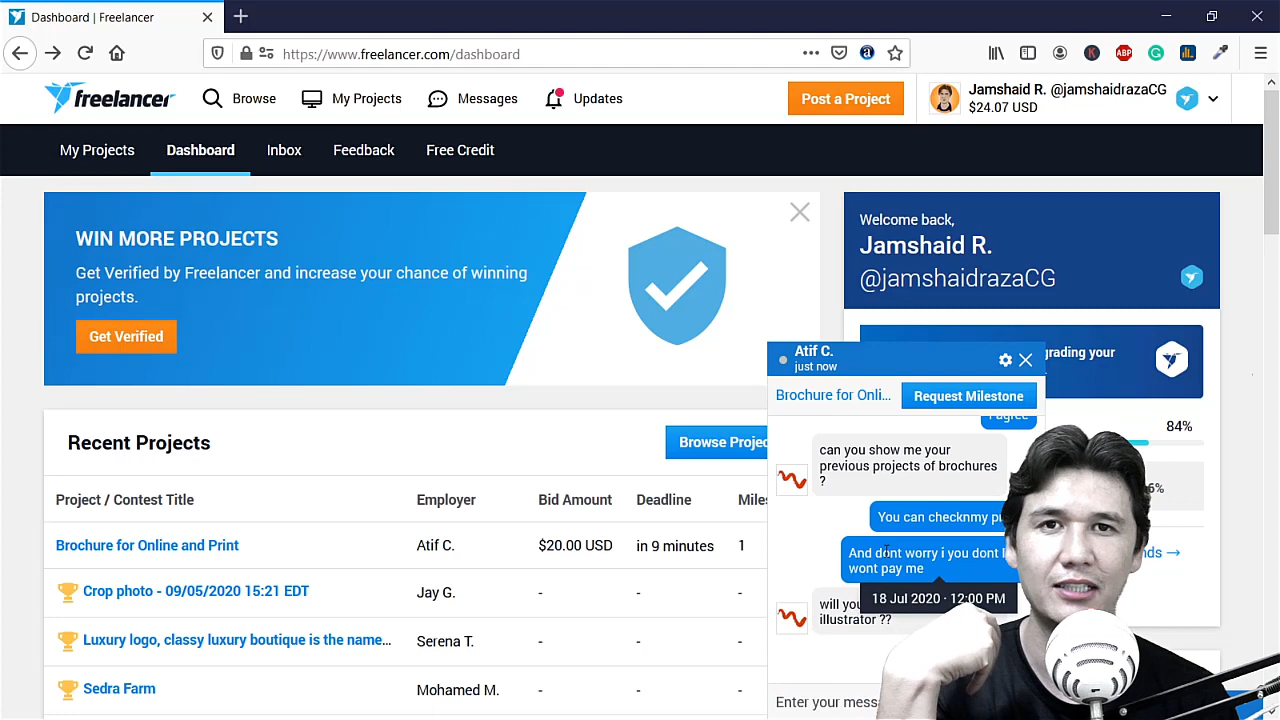 Dashboard | Freelancer
https://www.freelancer.com/dashboard
ABP
freelancer
Browse
My Projects
Messages
Updates
Post a Project
Jamshaid R. @jamshaidrazaCG
$24.07 USD
My Projects
Dashboard
Inbox
Feedback
Free Credit
WIN MORE PROJECTS
Get Verified by Freelancer and increase your chance of winning
projects.
Get Verified
Welcome back,
Jamshaid R.
@jamshaidrazaCG
grading your
84%
6%
Recent Projects
Browse Projec
Project / Contest Title Employer Bid Amount Deadline Miles
Brochure for Online and Print Atif C. $20.00 USD in 9 minutes 1
Crop photo - 09/05/2020 15:21 EDT Jay G. - - -
Luxury logo, classy luxury boutique is the name... Serena T. - - -
Sedra Farm Mohamed M. - - -
Atif C.
just now
Brochure for Onli... Request Milestone
I agree
can you show me your
previous projects of brochures
?
You can checknmy p
And dont worry i you dont
wont pay me
18 Jul 2020 · 12:00 PM
will you
illustrator ??
Enter your mess
nds →